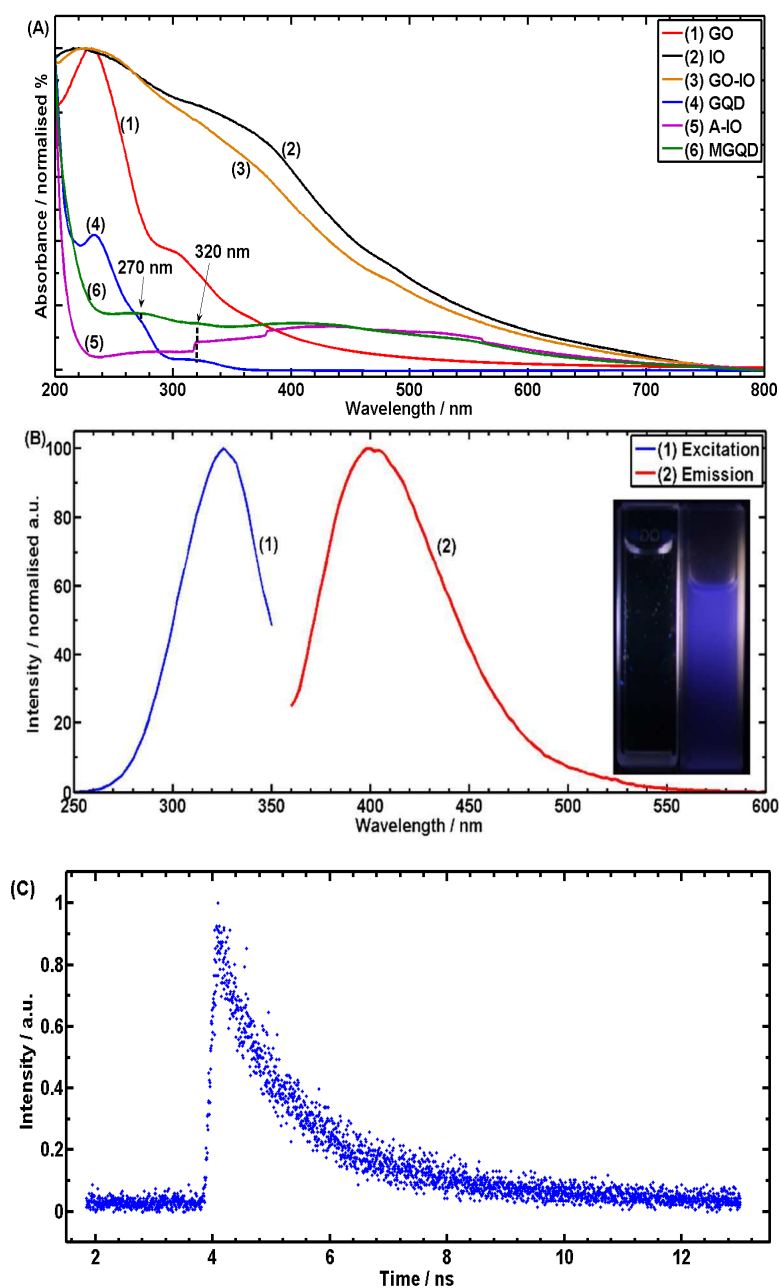 (A)
(1) GO
(2) IO
(3) GO-IO
(4) GQD
(5) A-IO
(6) MGQD
(1)
(2)
(3)
(4)
270 nm
320 nm
(6)
(5)
Absorbance / normalised %
200 300 400 500 600 700 800
Wavelength / nm
(B)
(1) Excitation
(2) Emission
100
80
60
40
20
0
(1)
(2)
Intensity / normalised a.u.
250 300 350 400 450 500 550 600
Wavelength / nm
(C)
1
0.8
0.6
0.4
0.2
0
Intensity / a.u.
2 4 6 8 10 12
Time / ns